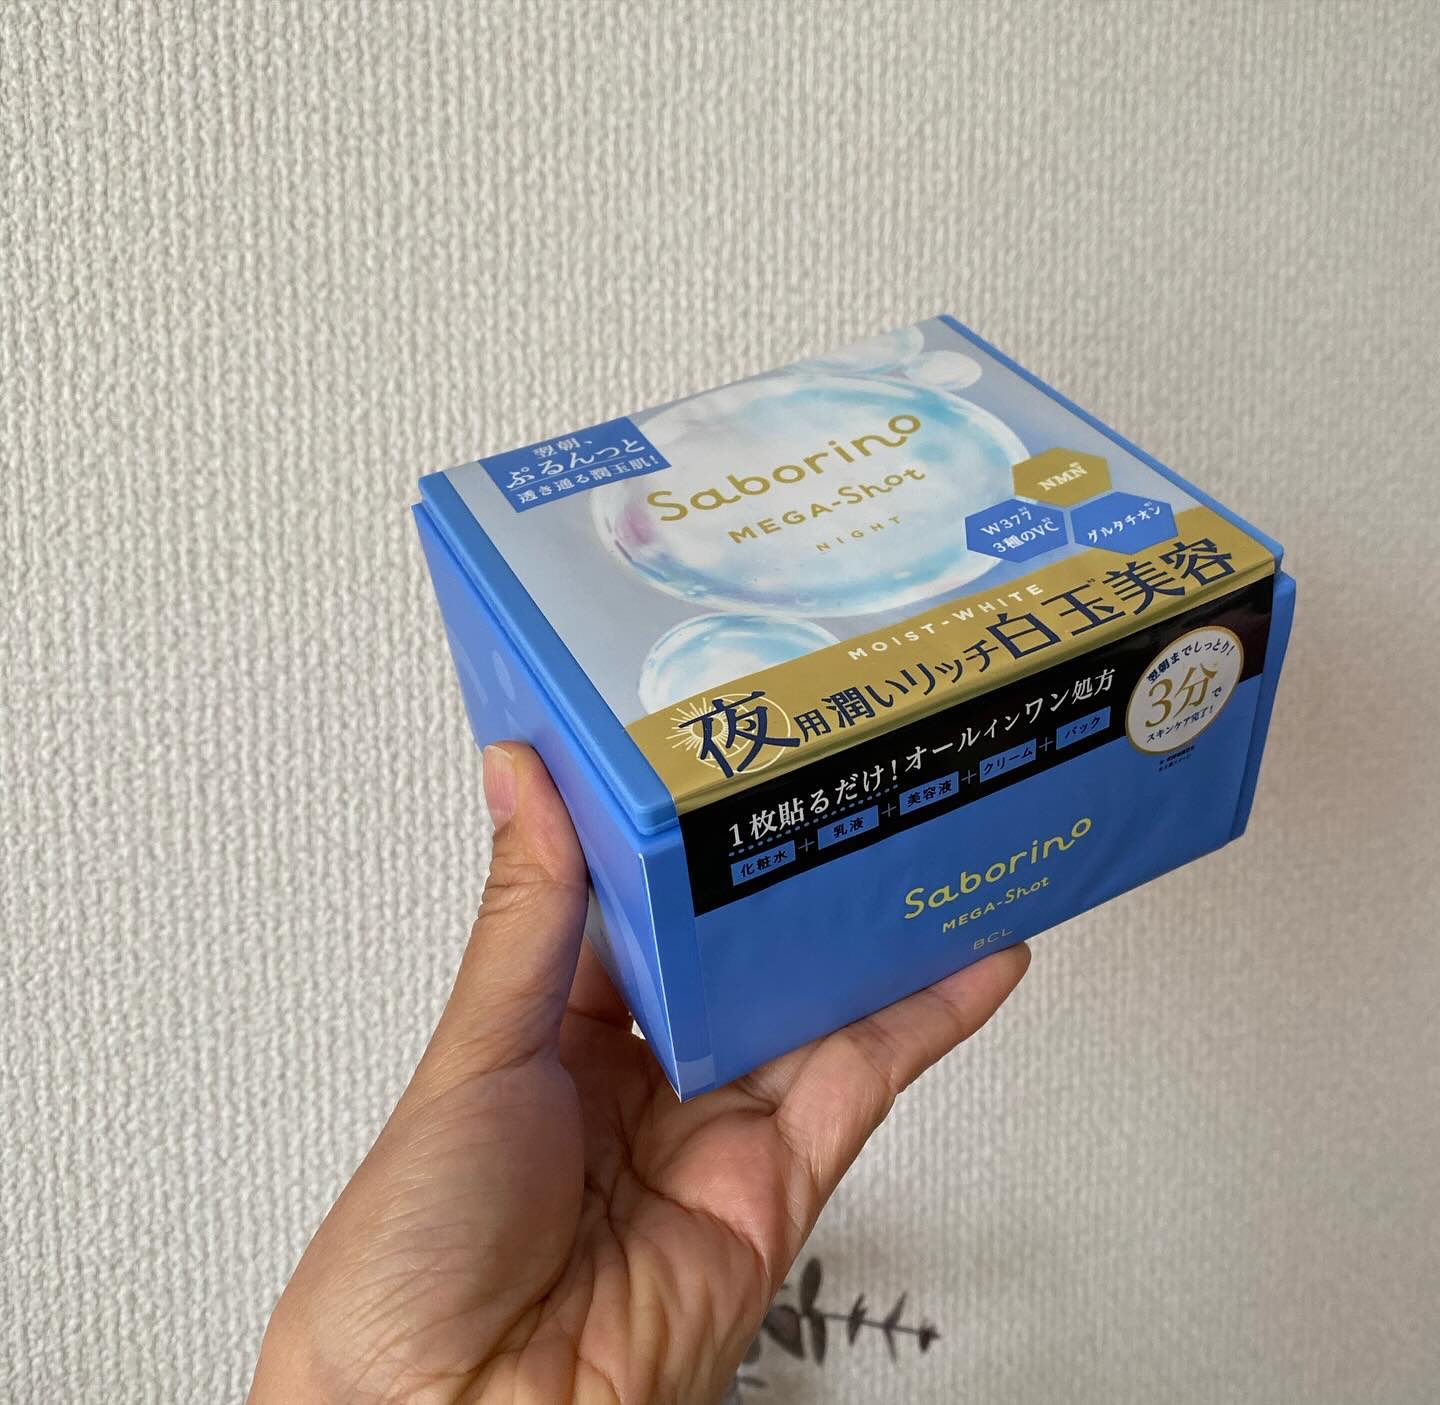 翌朝、
ぷるんっと
透き通る潤玉肌!
Saborino
MEGA-Shot
NIGHT
NMN
W377
3種のVC
グルタチオン
MOIST-WHITE
夜用潤いリッチ白玉美容
1枚貼るだけ!オールインワン処方
化粧水+乳液+美容液+クリーム+パック
翌朝までしっとり!
3分で
スキンケア完了!
Saborino
MEGA-Shot
BCL